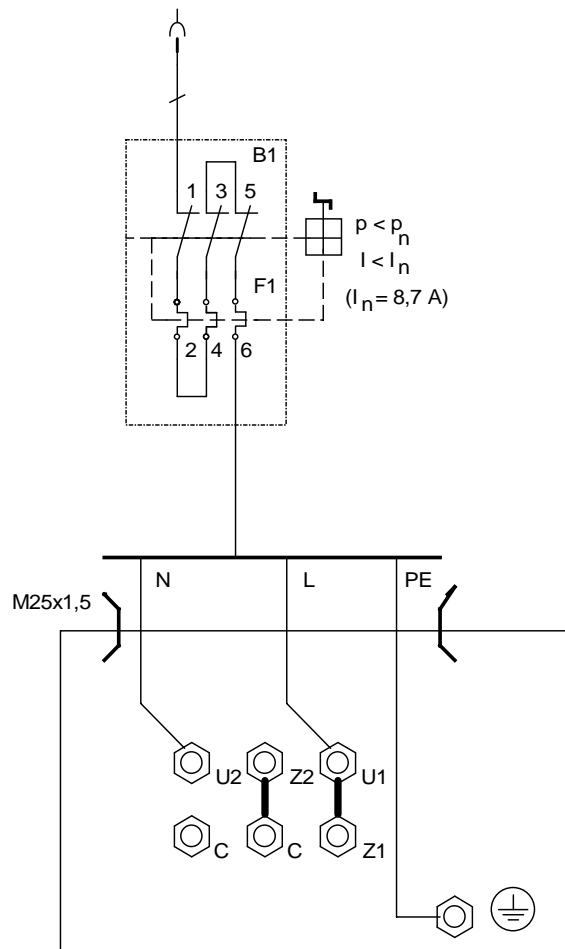 B1
1 3 5
p < pn
I < In
F1
(In = 8,7 A)
2 4 6
N L PE
M25x1,5
U2 Z2 U1
C C Z1